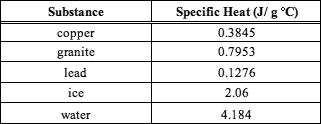 Substance Specific Heat (J/ g °C)
copper 0.3845
granite 0.7953
lead 0.1276
ice 2.06
water 4.184